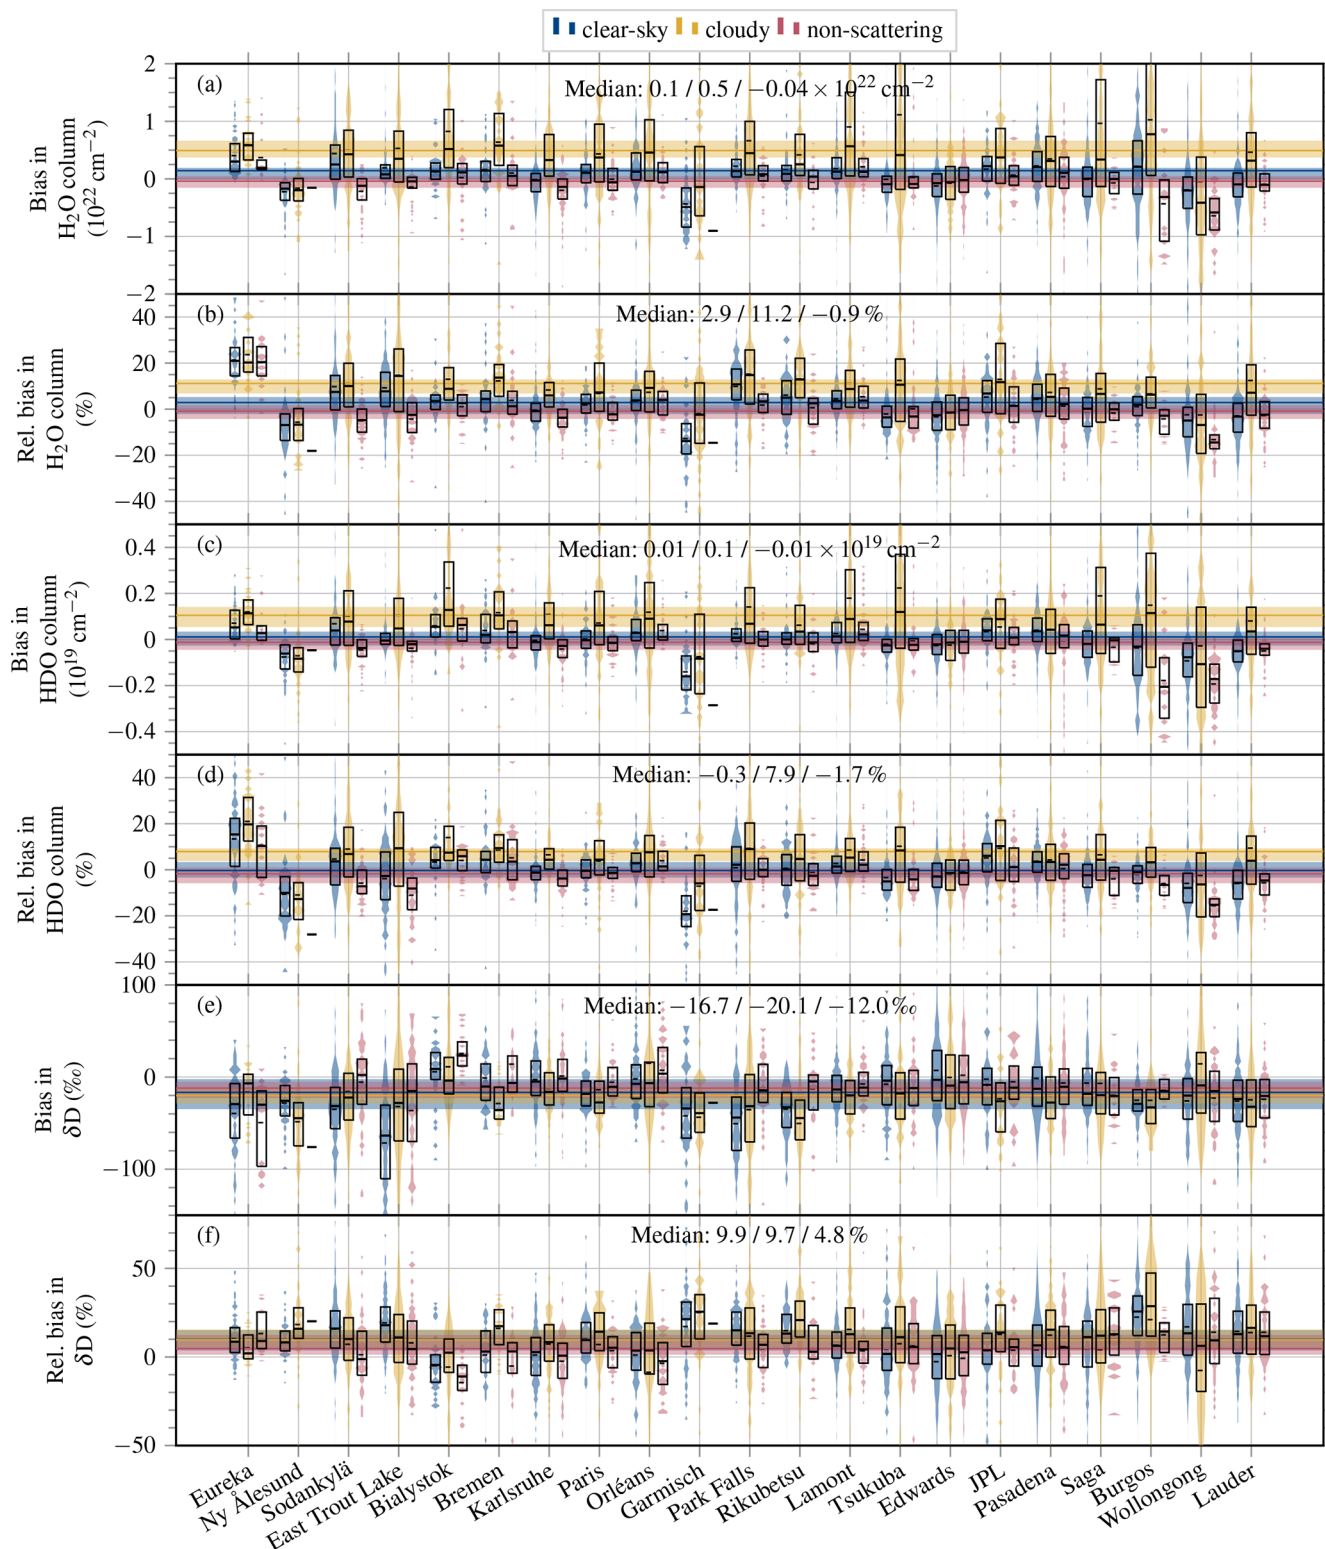 clear-sky cloudy non-scattering
(a) Median: 0.1 / 0.5 / −0.04 × 10²² cm⁻²
2
1
0
−1
−2
Bias in
H₂O column
(10²² cm⁻²)
(b) Median: 2.9 / 11.2 / −0.9 %
40
20
0
−20
−40
Rel. bias in
H₂O column
(%)
(c) Median: 0.01 / 0.1 / −0.01 × 10¹⁹ cm⁻²
0.4
0.2
0
−0.2
−0.4
Bias in
HDO column
(10¹⁹ cm⁻²)
(d) Median: −0.3 / 7.9 / −1.7 %
40
20
0
−20
−40
Rel. bias in
HDO column
(%)
(e) Median: −16.7 / −20.1 / −12.0 ‰
100
0
−100
Bias in
δD (‰)
(f) Median: 9.9 / 9.7 / 4.8 %
50
0
−50
Rel. bias in
δD (%)
Eureka
Ny Ålesund
Sodankylä
East Trout Lake
Bialystok
Bremen
Karlsruhe
Paris
Orléans
Garmisch
Park Falls
Rikubetsu
Lamont
Tsukuba
Edwards
JPL
Pasadena
Saga
Burgos
Wollongong
Lauder